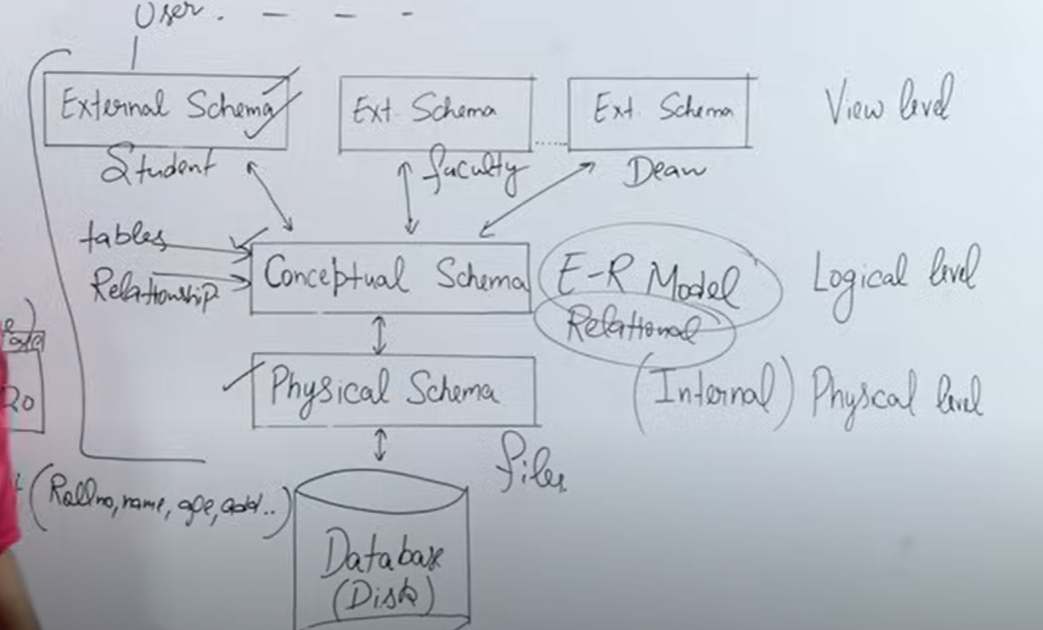 User. - - -
External Schema
Ext. Schema
Ext. Schema
View level
Student
faculty
Dean
tables
Relationship
Conceptual Schema
E-R Model
Relational
Logical level
Physical Schema
(Internal) Physcal level
20
files
(Rollno, name, age, add..)
Database
(Disk)